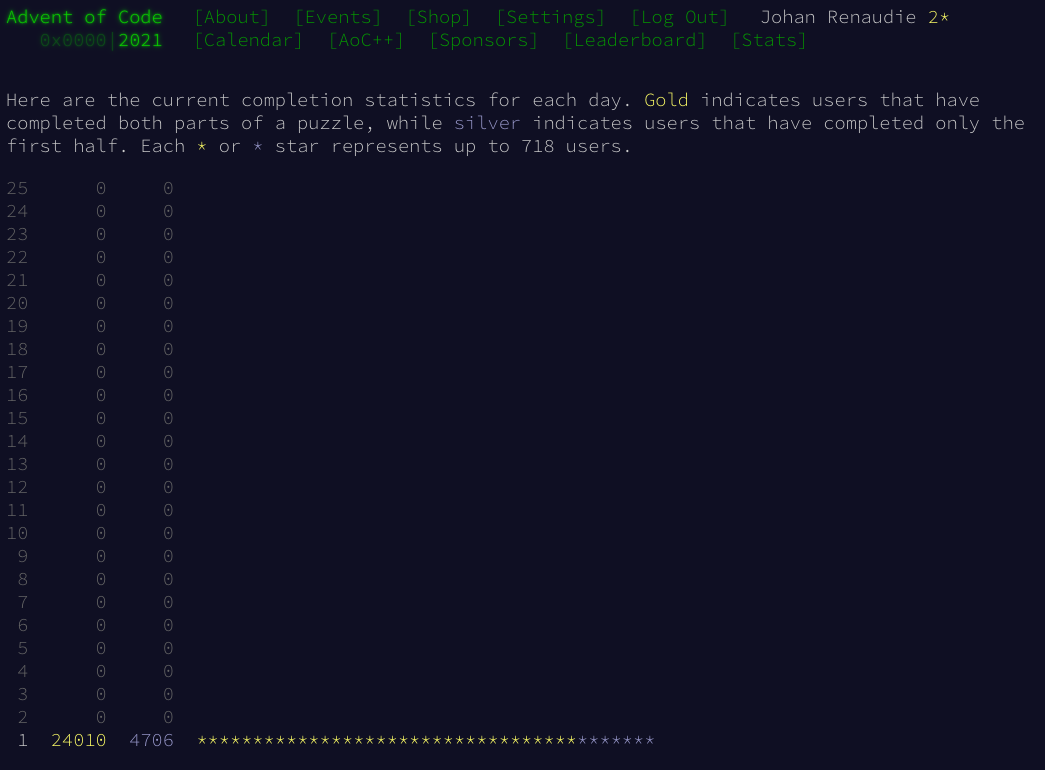 Advent of Code [About] [Events] [Shop] [Settings] [Log Out] Johan Renaudie 2*
0x0000|2021 [Calendar] [AoC++] [Sponsors] [Leaderboard] [Stats]
Here are the current completion statistics for each day. Gold indicates users that have
completed both parts of a puzzle, while silver indicates users that have completed only the
first half. Each * or * star represents up to 718 users.
25 0 0
24 0 0
23 0 0
22 0 0
21 0 0
20 0 0
19 0 0
18 0 0
17 0 0
16 0 0
15 0 0
14 0 0
13 0 0
12 0 0
11 0 0
10 0 0
9 0 0
8 0 0
7 0 0
6 0 0
5 0 0
4 0 0
3 0 0
2 0 0
1 24010 4706 *****************************************